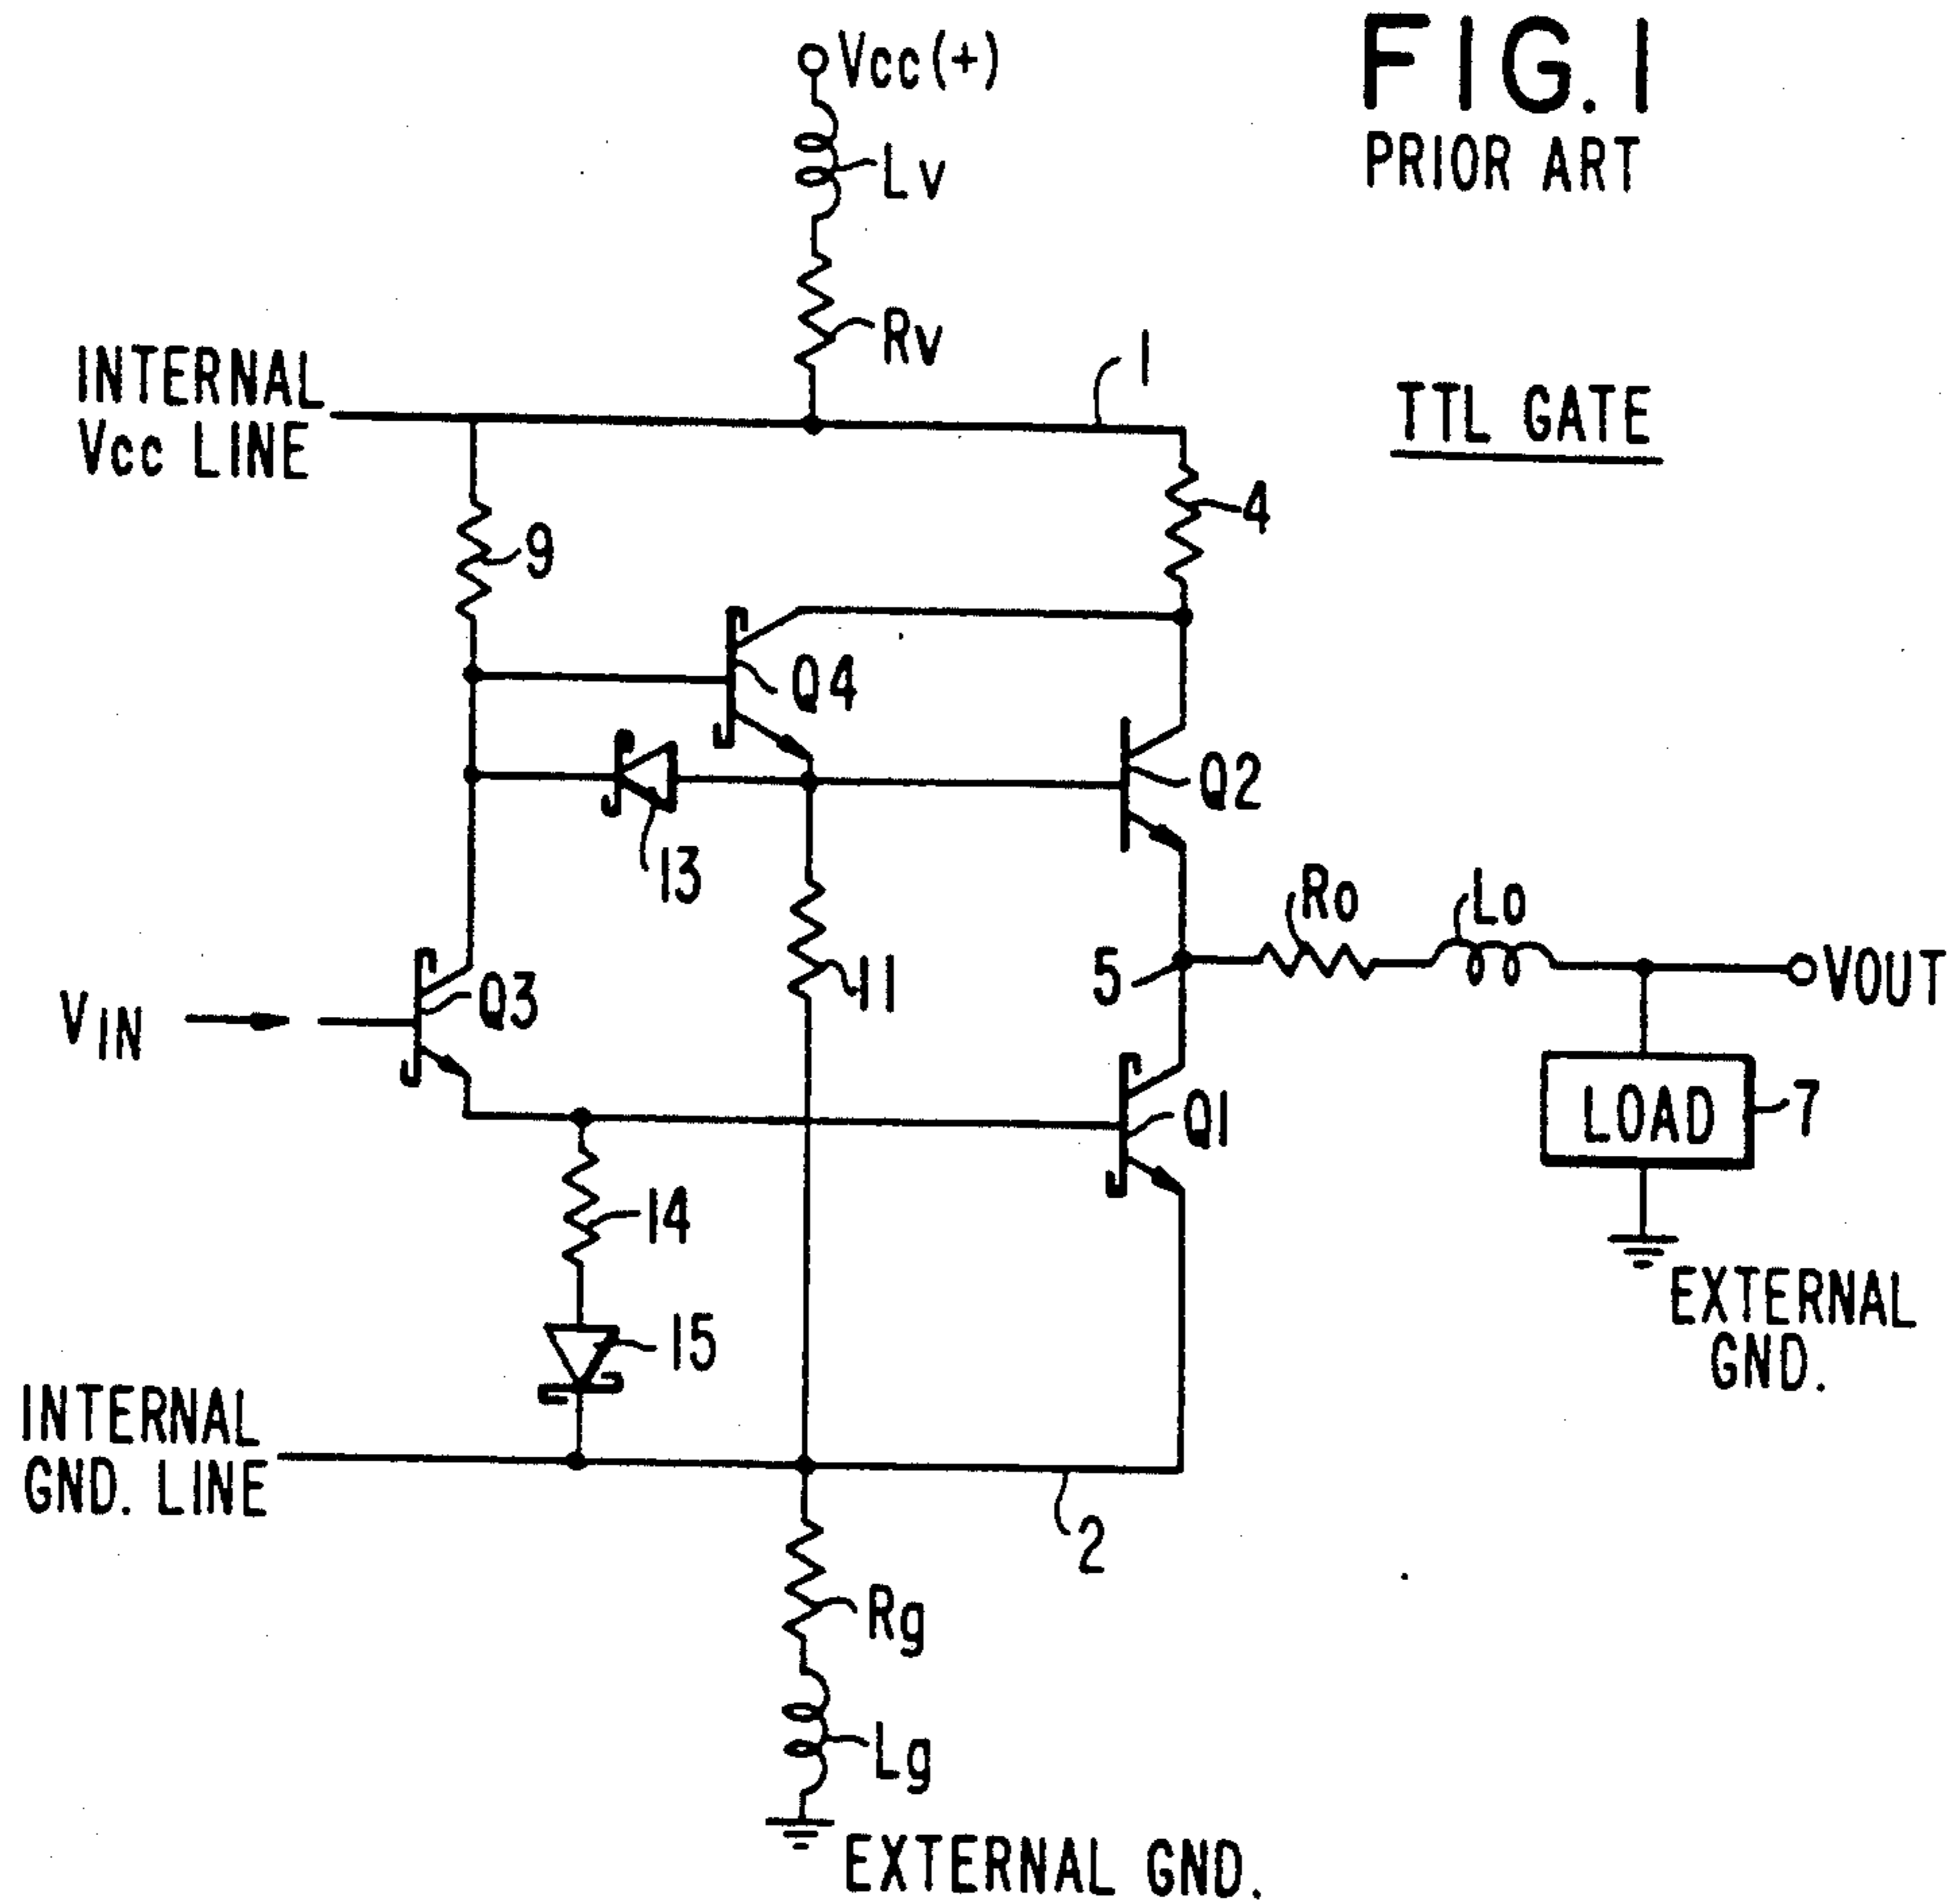 FIG. 1
PRIOR ART
Vcc(+)
Lv
Rv
INTERNAL
Vcc LINE
1
TTL GATE
4
9
Q4
Q2
13
Ro
Lo
5
11
VOUT
VIN
Q3
Q1
LOAD
7
14
EXTERNAL
GND.
15
INTERNAL
GND. LINE
2
Rg
Lg
EXTERNAL GND.